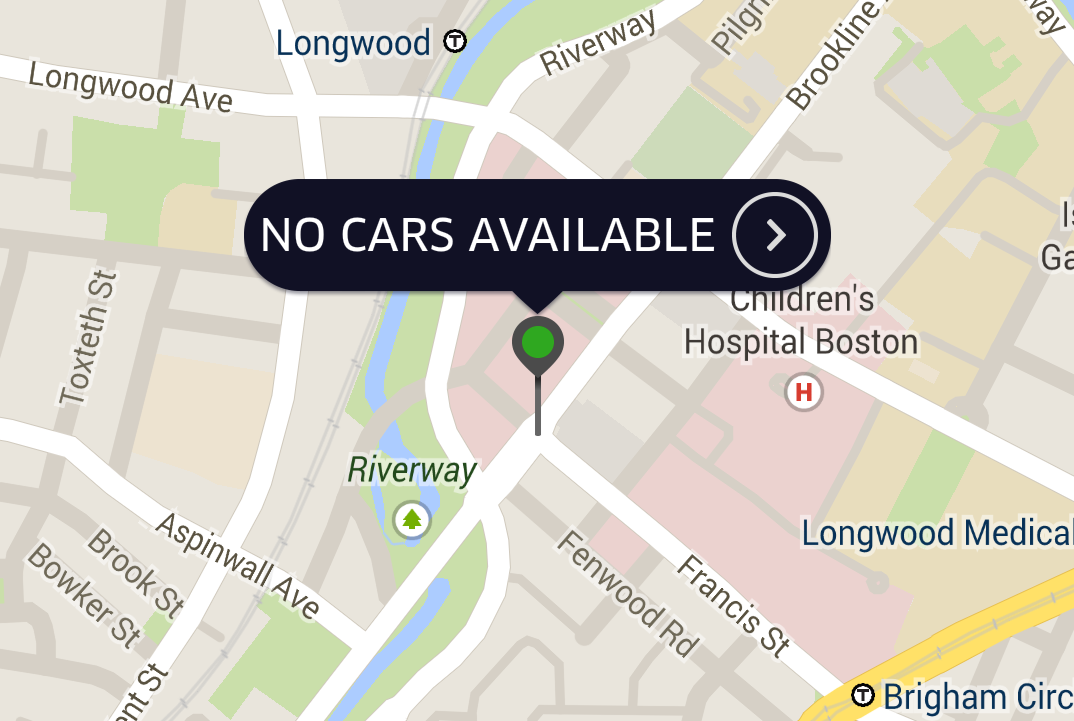 Longwood T
Riverway
Longwood Ave
Brookline
NO CARS AVAILABLE
Toxteth St
Children's
Hospital Boston
H
Riverway
Aspinwall Ave
Brook St
Bowker St
Fenwood Rd
Francis St
Longwood Medical
T Brigham Circ